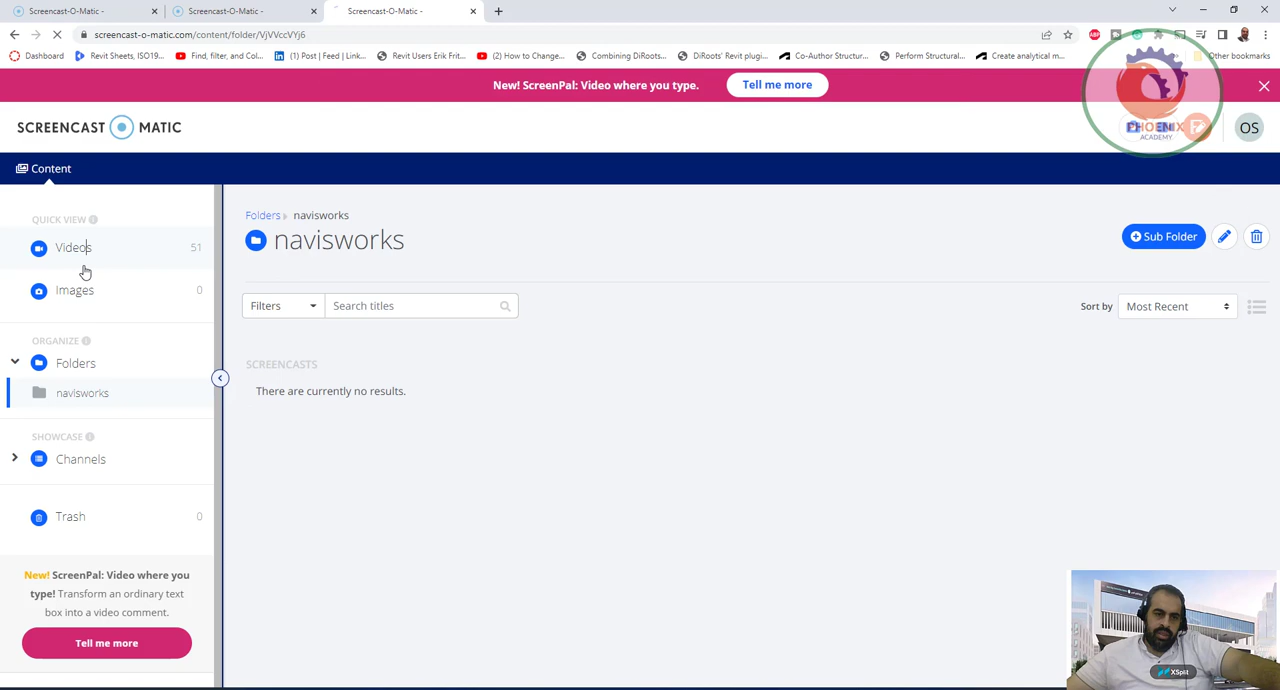 Screencast-O-Matic -
Screencast-O-Matic -
Screencast-O-Matic -
screencast-o-matic.com/content/folder/VjVVccVYj6
Dashboard
Revit Sheets, ISO19...
Find, filter, and Col...
(1) Post | Feed | Link...
Revit Users Erik Frit...
(2) How to Change...
Combining DiRoots...
DiRoots' Revit plugi...
Co-Author Structur...
Perform Structural...
Create analytical m...
Other bookmarks
New! ScreenPal: Video where you type.
Tell me more
SCREENCAST MATIC
PHOENIX
ACADEMY
OS
Content
QUICK VIEW
Videos 51
Images 0
ORGANIZE
Folders
navisworks
SHOWCASE
Channels
Trash 0
New! ScreenPal: Video where you
type! Transform an ordinary text
box into a video comment.
Tell me more
Folders navisworks
navisworks
Sub Folder
Filters
Search titles
Sort by
Most Recent
SCREENCASTS
There are currently no results.
XSplit